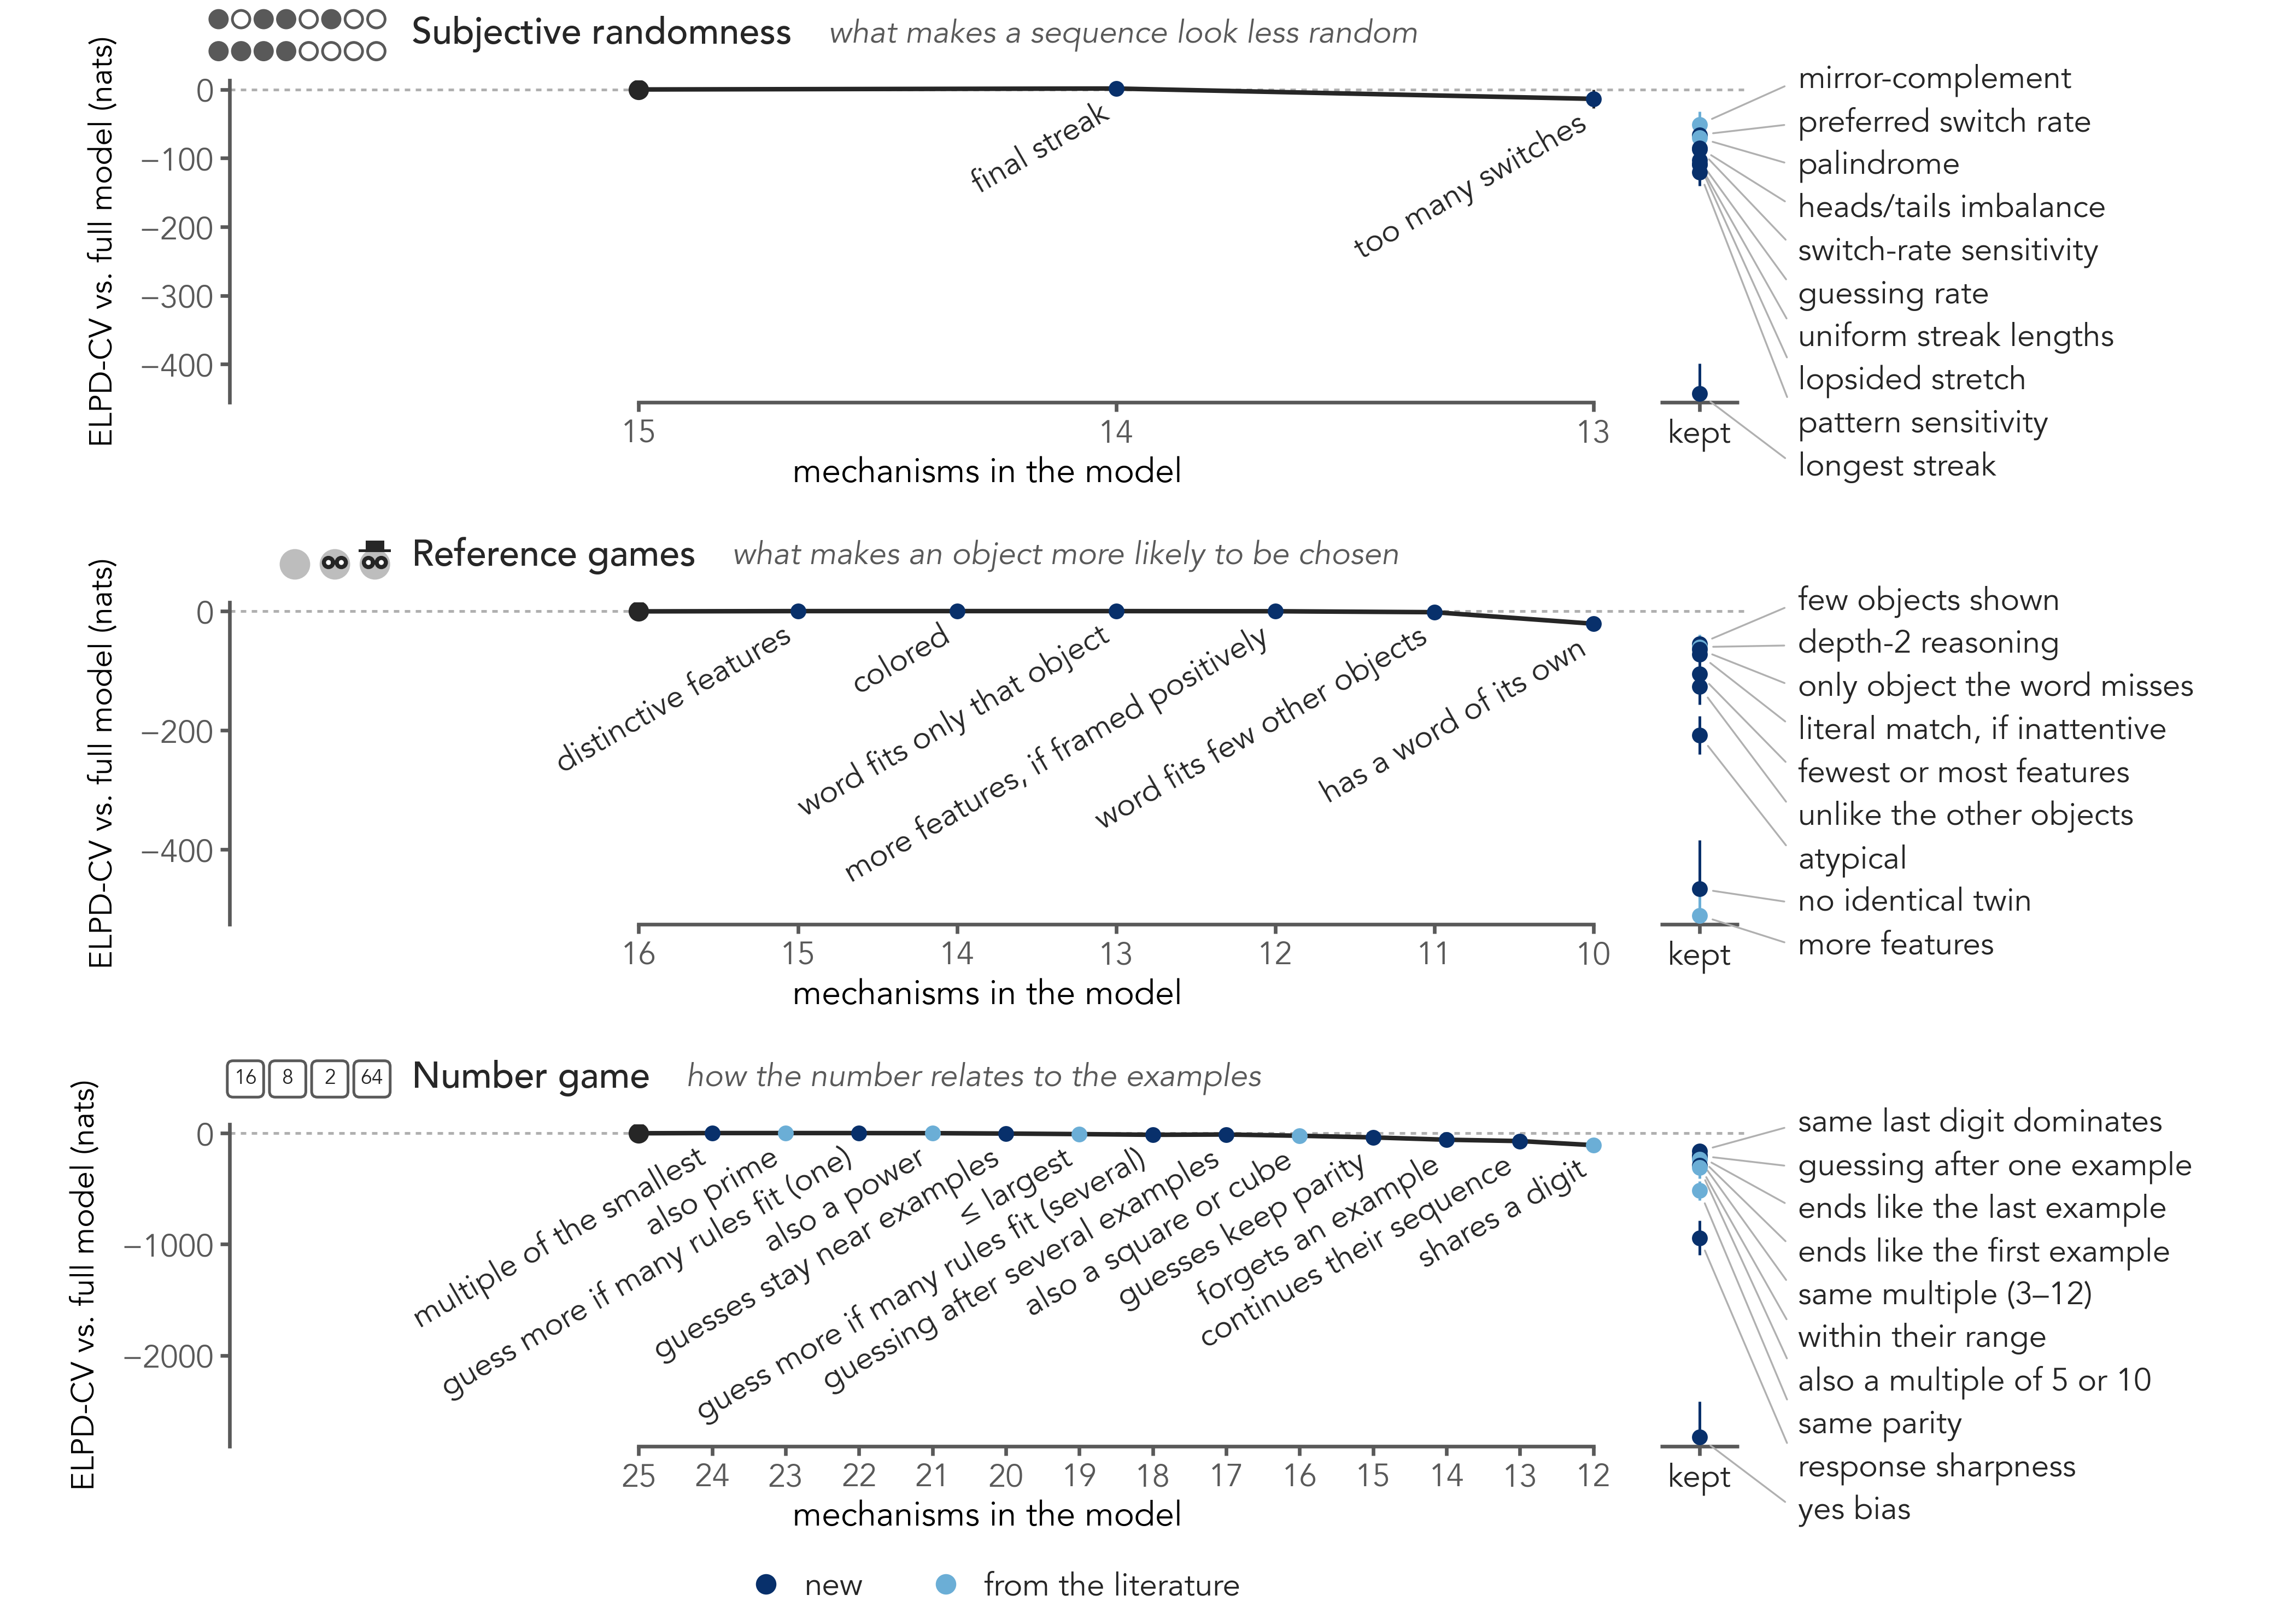 Subjective randomness what makes a sequence look less random
ELPD-CV vs. full model (nats)
0
−100
−200
−300
−400
final streak
too many switches
15 14 13
mechanisms in the model
kept
mirror-complement
preferred switch rate
palindrome
heads/tails imbalance
switch-rate sensitivity
guessing rate
uniform streak lengths
lopsided stretch
pattern sensitivity
longest streak
Reference games what makes an object more likely to be chosen
ELPD-CV vs. full model (nats)
0
−200
−400
distinctive features
colored
word fits only that object
more features, if framed positively
word fits few other objects
has a word of its own
16 15 14 13 12 11 10
mechanisms in the model
kept
few objects shown
depth-2 reasoning
only object the word misses
literal match, if inattentive
fewest or most features
unlike the other objects
atypical
no identical twin
more features
16 8 2 64
Number game how the number relates to the examples
ELPD-CV vs. full model (nats)
0
−1000
−2000
multiple of the smallest
also prime
guess more if many rules fit (one)
also a power
guesses stay near examples
≤ largest
guess more if many rules fit (several)
guessing after several examples
also a square or cube
guesses keep parity
forgets an example
continues their sequence
shares a digit
25 24 23 22 21 20 19 18 17 16 15 14 13 12
mechanisms in the model
kept
same last digit dominates
guessing after one example
ends like the last example
ends like the first example
same multiple (3–12)
within their range
also a multiple of 5 or 10
same parity
response sharpness
yes bias
new from the literature